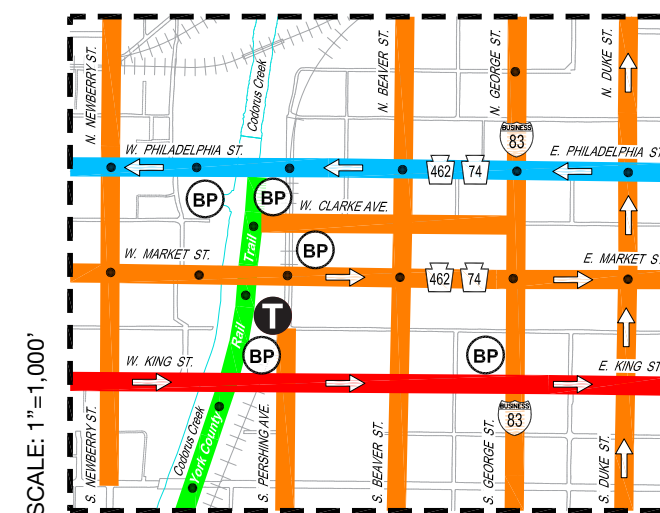 N. NEWBERRY ST.
Codorus Creek
N. BEAVER ST.
N. GEORGE ST.
N. DUKE ST.
BUSINESS
83
W. PHILADELPHIA ST.
E. PHILADELPHIA ST.
462
74
BP
BP
W. CLARKE AVE.
BP
W. MARKET ST.
E. MARKET ST.
462
74
T
BP
BP
W. KING ST.
E. KING ST.
York County Rail Trail
BUSINESS
83
Codorus Creek
S. NEWBERRY ST.
S. PERSHING AVE.
S. BEAVER ST.
S. GEORGE ST.
S. DUKE ST.
SCALE: 1"=1,000'